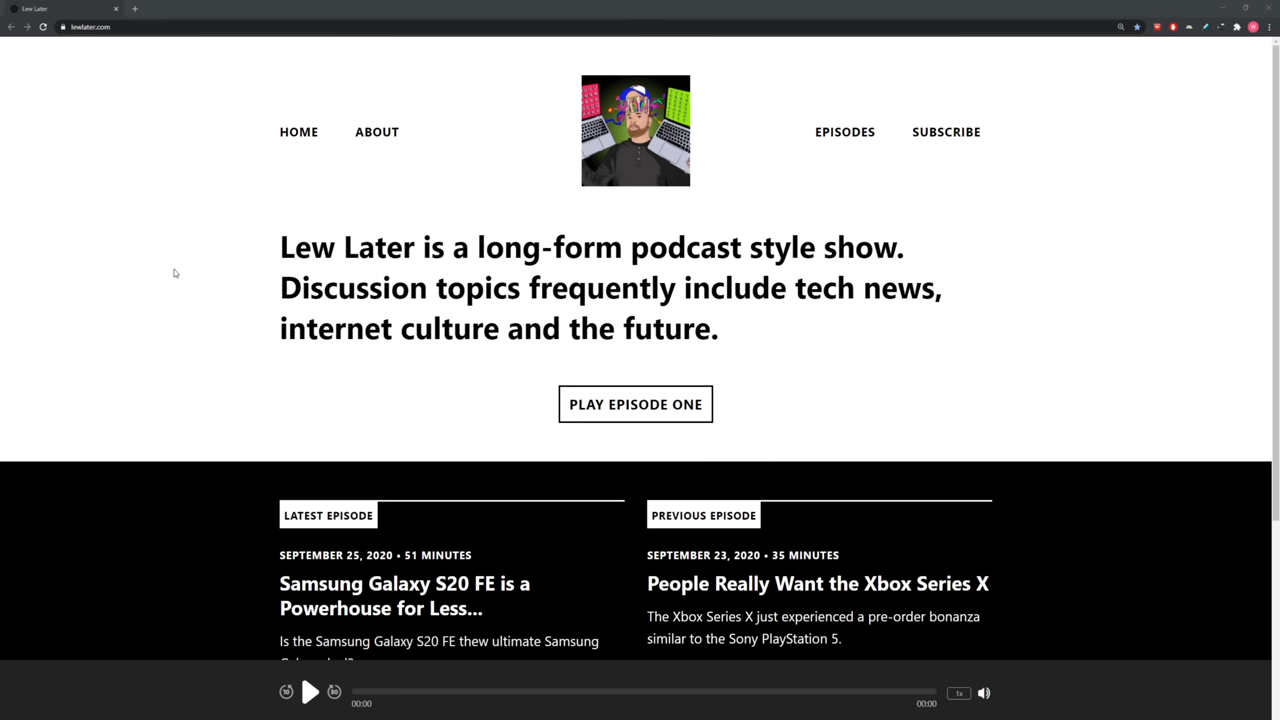 Lew Later
lewlater.com
HOME
ABOUT
EPISODES
SUBSCRIBE
Lew Later is a long-form podcast style show.
Discussion topics frequently include tech news,
internet culture and the future.
PLAY EPISODE ONE
LATEST EPISODE
SEPTEMBER 25, 2020 • 51 MINUTES
Samsung Galaxy S20 FE is a
Powerhouse for Less...
Is the Samsung Galaxy S20 FE thew ultimate Samsung
PREVIOUS EPISODE
SEPTEMBER 23, 2020 • 35 MINUTES
People Really Want the Xbox Series X
The Xbox Series X just experienced a pre-order bonanza
similar to the Sony PlayStation 5.
10
30
00:00
00:00
1x